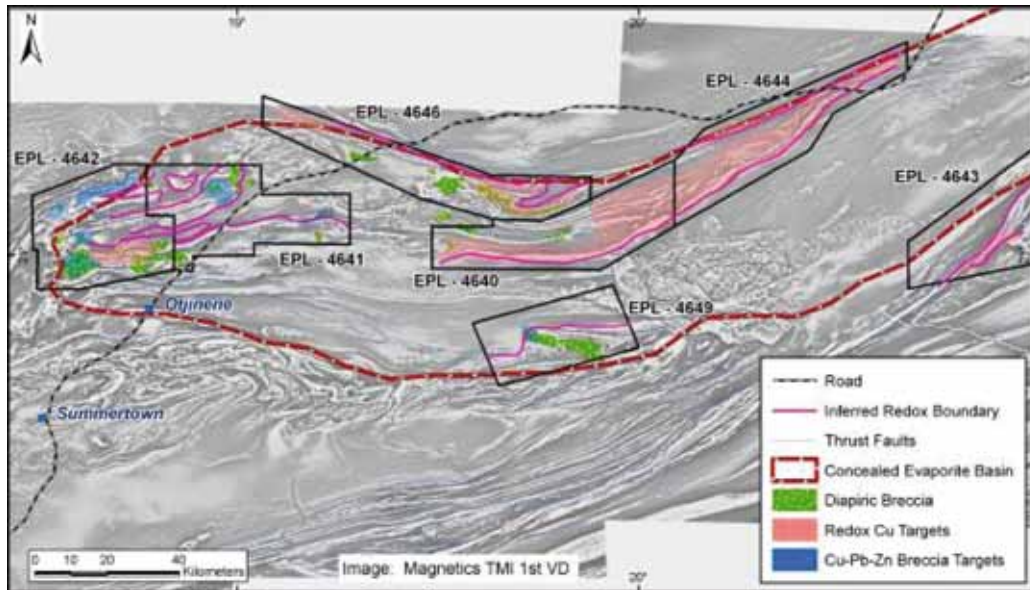 N
19°
20°
EPL - 4644
EPL - 4646
EPL - 4642
EPL - 4643
EPL - 4641
EPL - 4640
Otjinene
EPL - 4649
Summertown
Road
Inferred Redox Boundary
Thrust Faults
Concealed Evaporite Basin
Diapiric Breccia
Redox Cu Targets
Cu-Pb-Zn Breccia Targets
0 10 20 40
Kilometers
Image: Magnetics TMI 1st VD
19°
20°